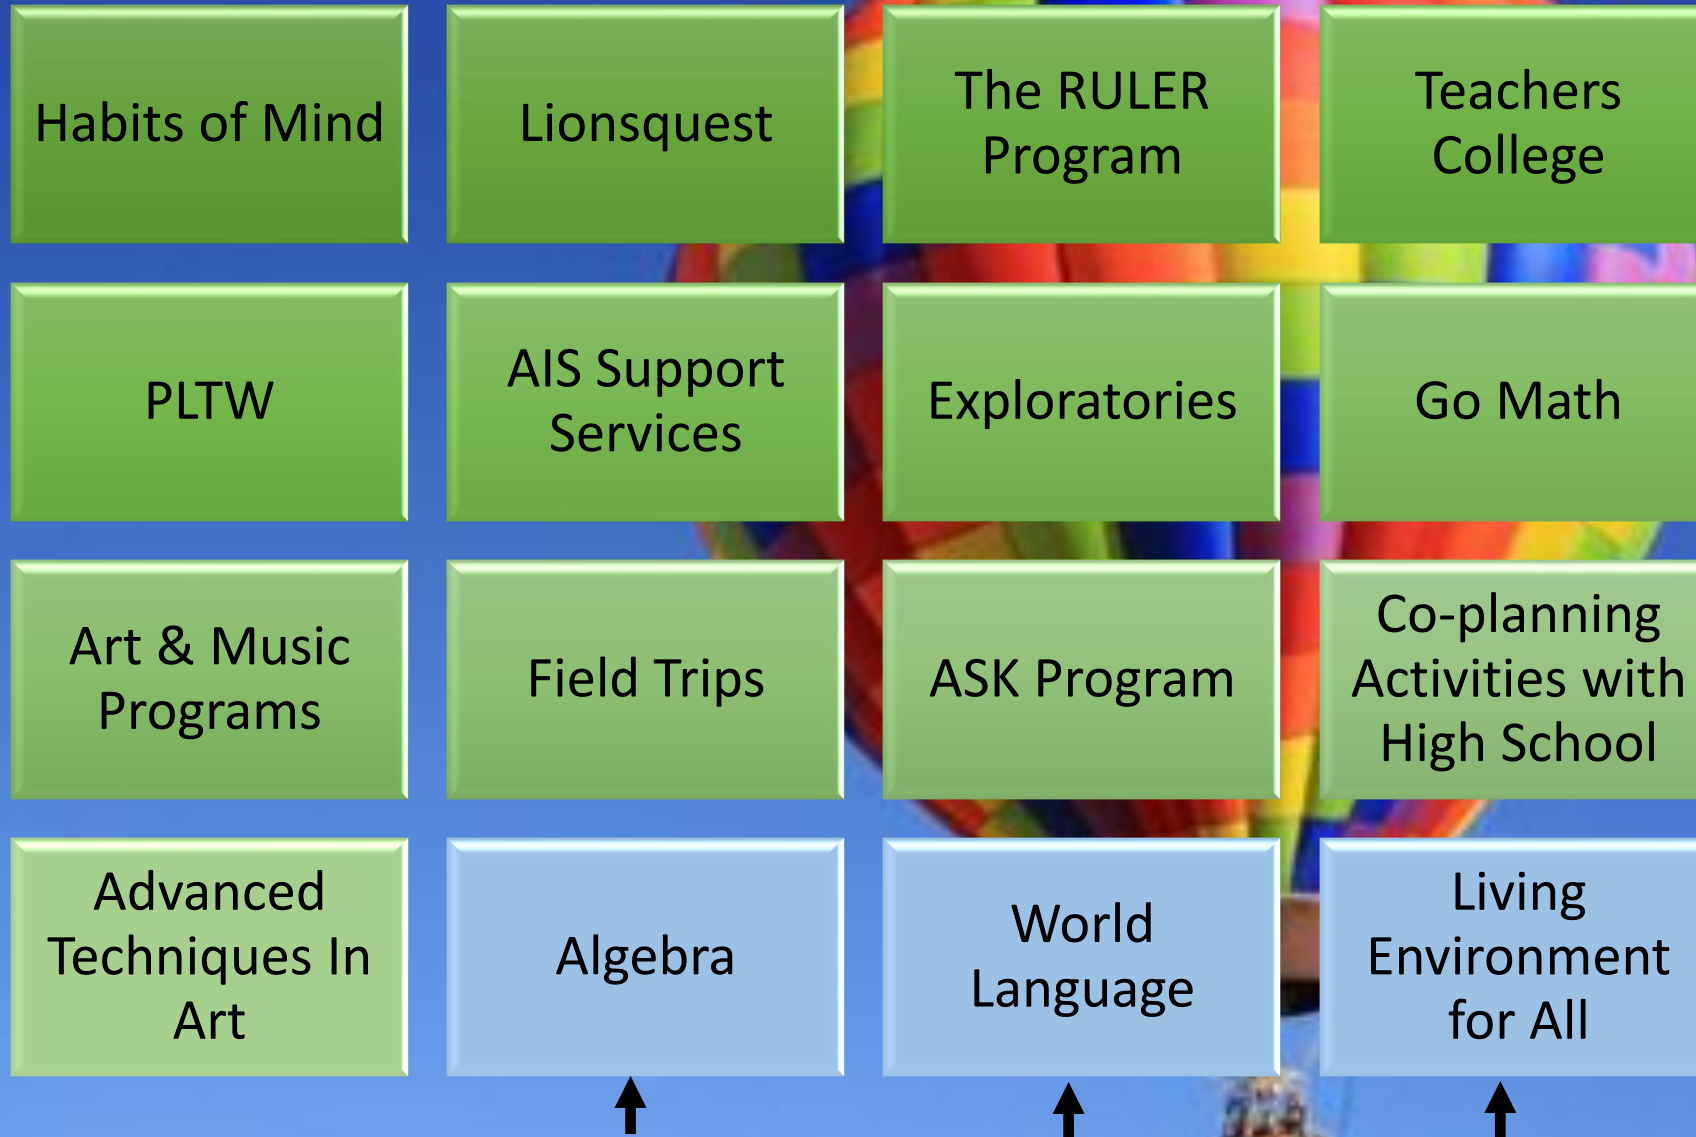 Habits of Mind
Lionsquest
The RULER
Program
Teachers
College
PLTW
AIS Support
Services
Exploratories
Go Math
Art & Music
Programs
Field Trips
ASK Program
Co-planning
Activities with
High School
Advanced
Techniques In
Art
Algebra
World
Language
Living
Environment
for All